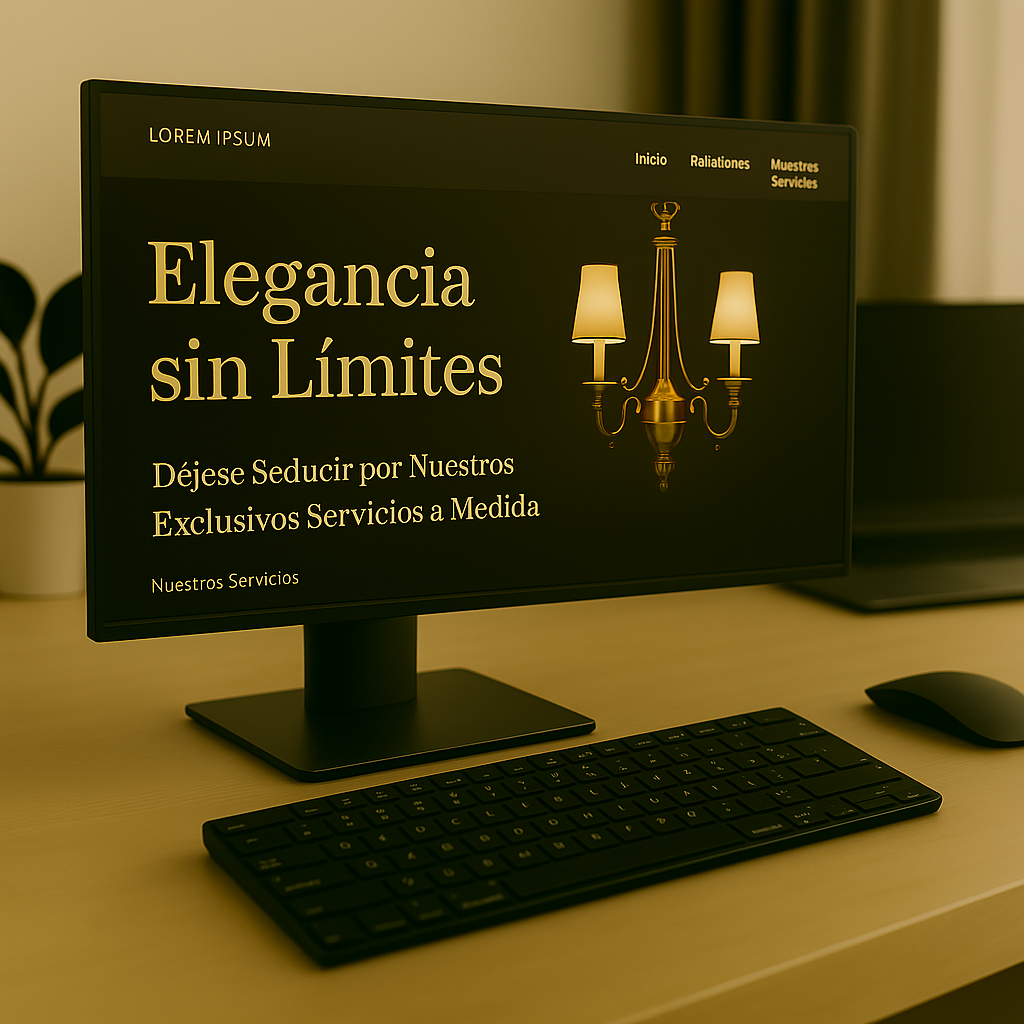 LOREM IPSUM
Inicio Raliationes Muestres
Servicles
Elegancia
sin Límites
Déjese Seducir por Nuestros
Exclusivos Servicios a Medida
Nuestros Servicios